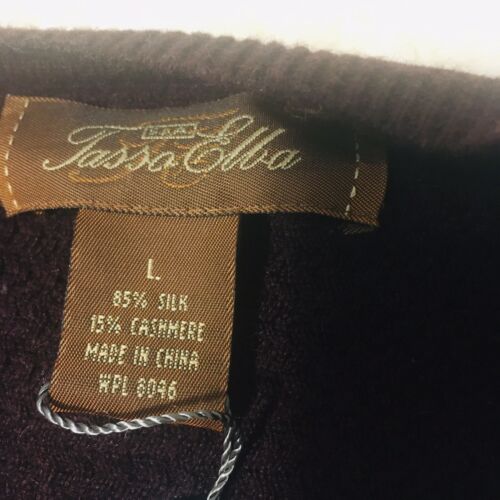 Tasso Elba
L.
85% SILK
15% CASHMERE
MADE IN CHINA
WPL 8046